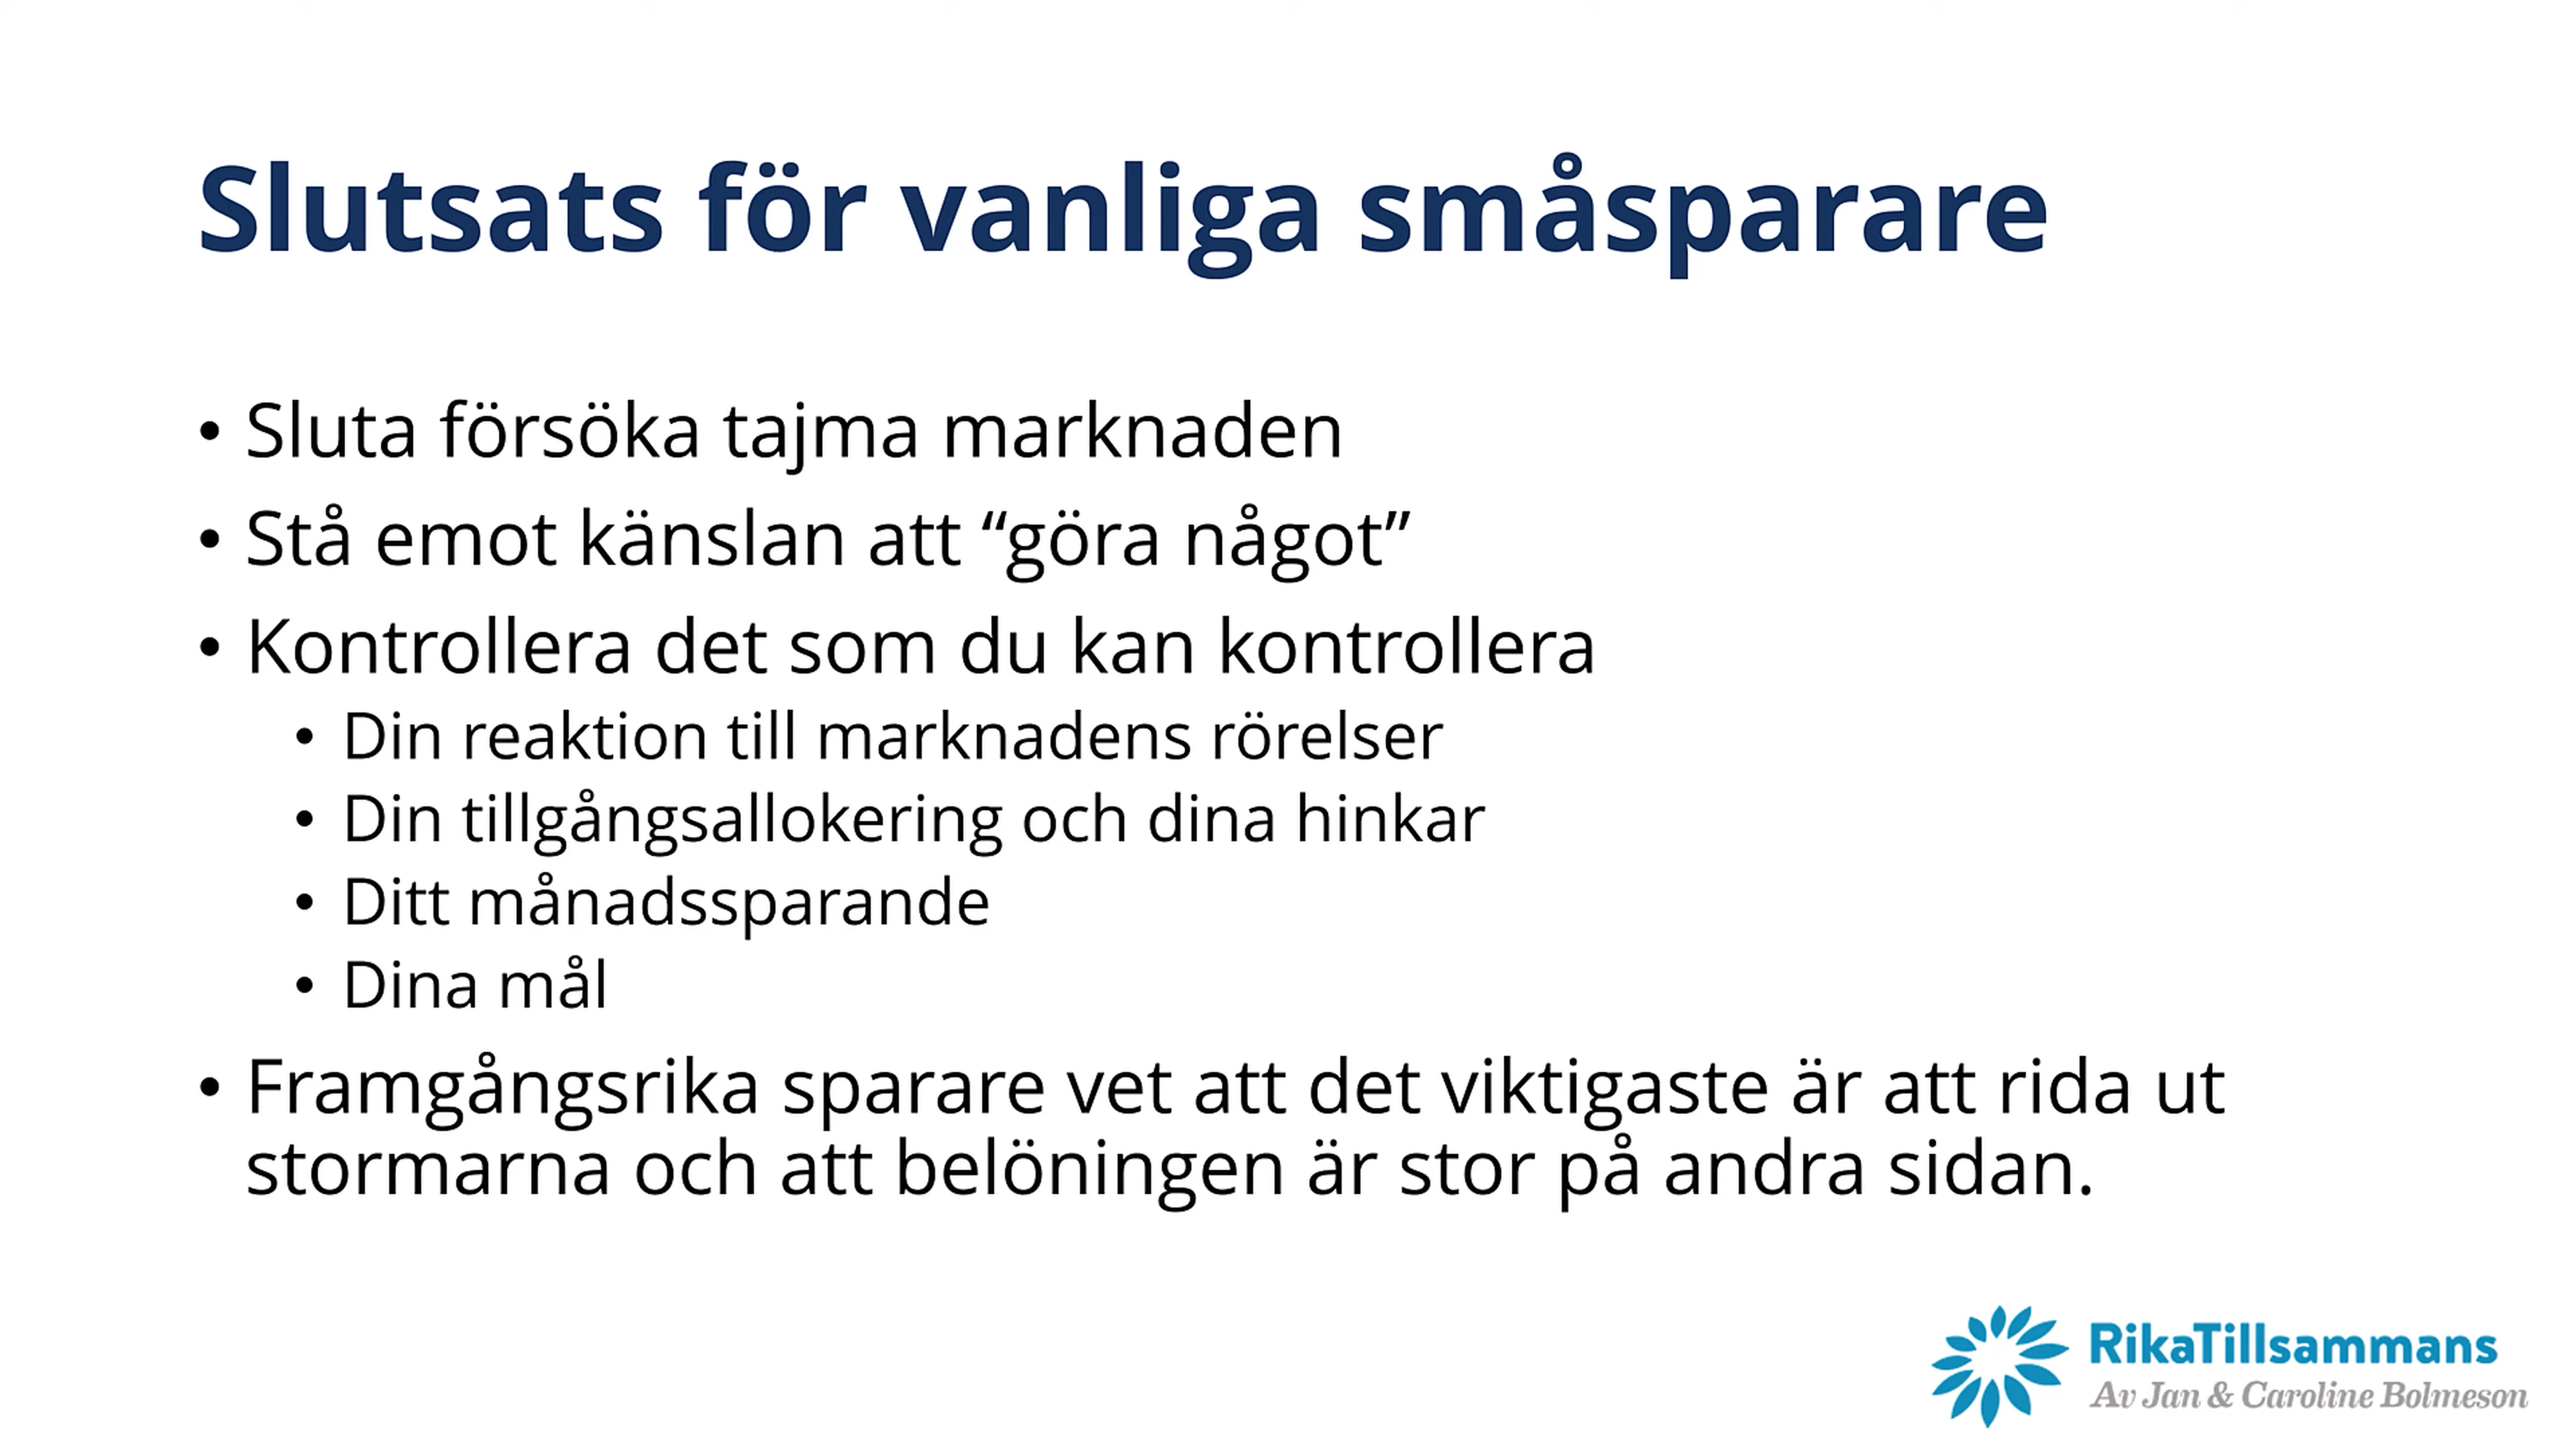 Slutsats för vanliga småsparare
• Sluta försöka tajma marknaden
• Stå emot känslan att “göra något”
• Kontrollera det som du kan kontrollera
• Din reaktion till marknadens rörelser
• Din tillgångsallokering och dina hinkar
• Ditt månadssparande
• Dina mål
• Framgångsrika sparare vet att det viktigaste är att rida ut
stormarna och att belöningen är stor på andra sidan.
RikaTillsammans
Av Jan & Caroline Bolmeson